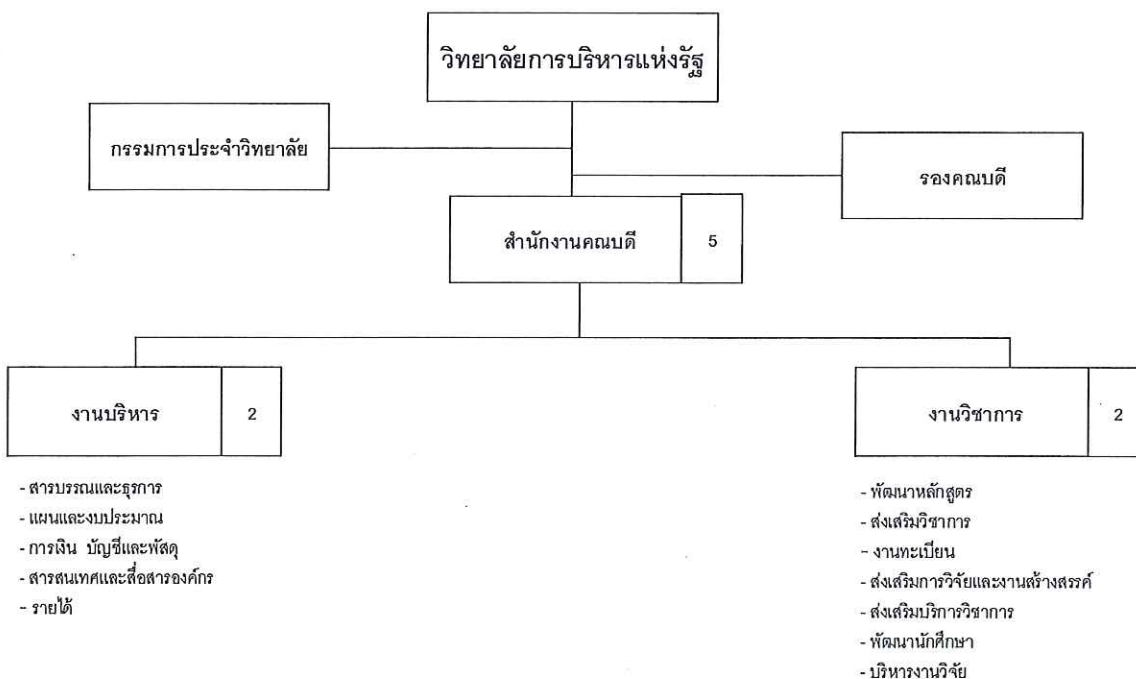 วิทยาลัยการบริหารแห่งรัฐ
กรรมการประจำวิทยาลัย
รองคณบดี
สำนักงานคณบดี
5
งานบริหาร
2
- สารบรรณและธุรการ
- แผนและงบประมาณ
- การเงิน บัญชีและพัสดุ
- สารสนเทศและสื่อสารองค์กร
- รายได้
งานวิชาการ
2
- พัฒนาหลักสูตร
- ส่งเสริมวิชาการ
- งานทะเบียน
- ส่งเสริมการวิจัยและงานสร้างสรรค์
- ส่งเสริมบริการวิชาการ
- พัฒนานักศึกษา
- บริหารงานวิจัย